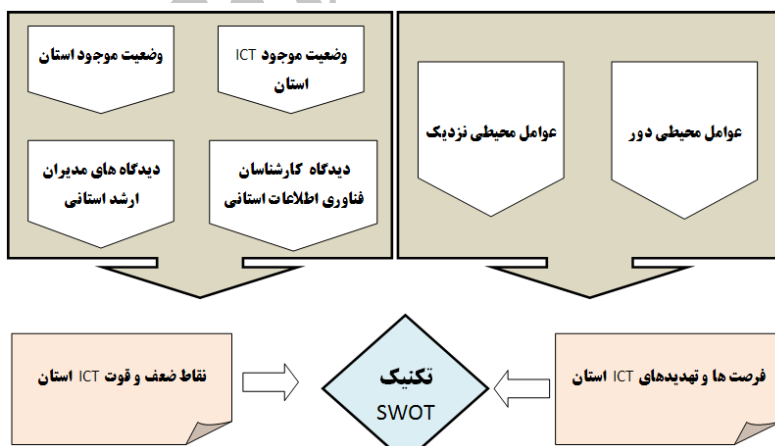 وضعیت موجود ICT
استان
وضعیت موجود استان
دیدگاه کارشناسان
فناوری اطلاعات استانی
دیدگاه های مدیران
ارشد استانی
عوامل محیطی دور
عوامل محیطی نزدیک
فرصت ها و تهدیدهای ICT استان
تکنیک
SWOT
نقاط ضعف و قوت ICT استان